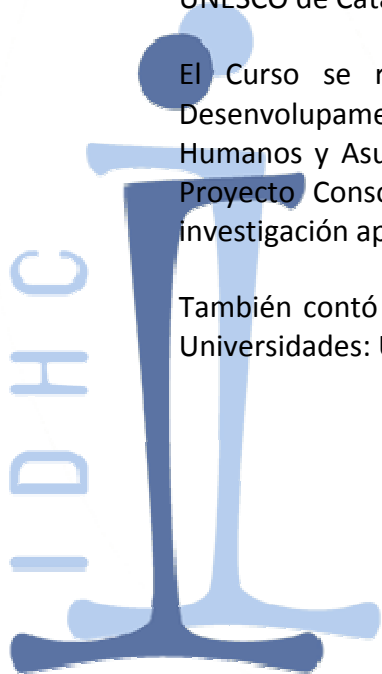 UNESCO de Cata
El Curso se r
Desenvolupame
Humanos y Asu
Proyecto Conso
investigación ap
También contó
Universidades:
IDHC